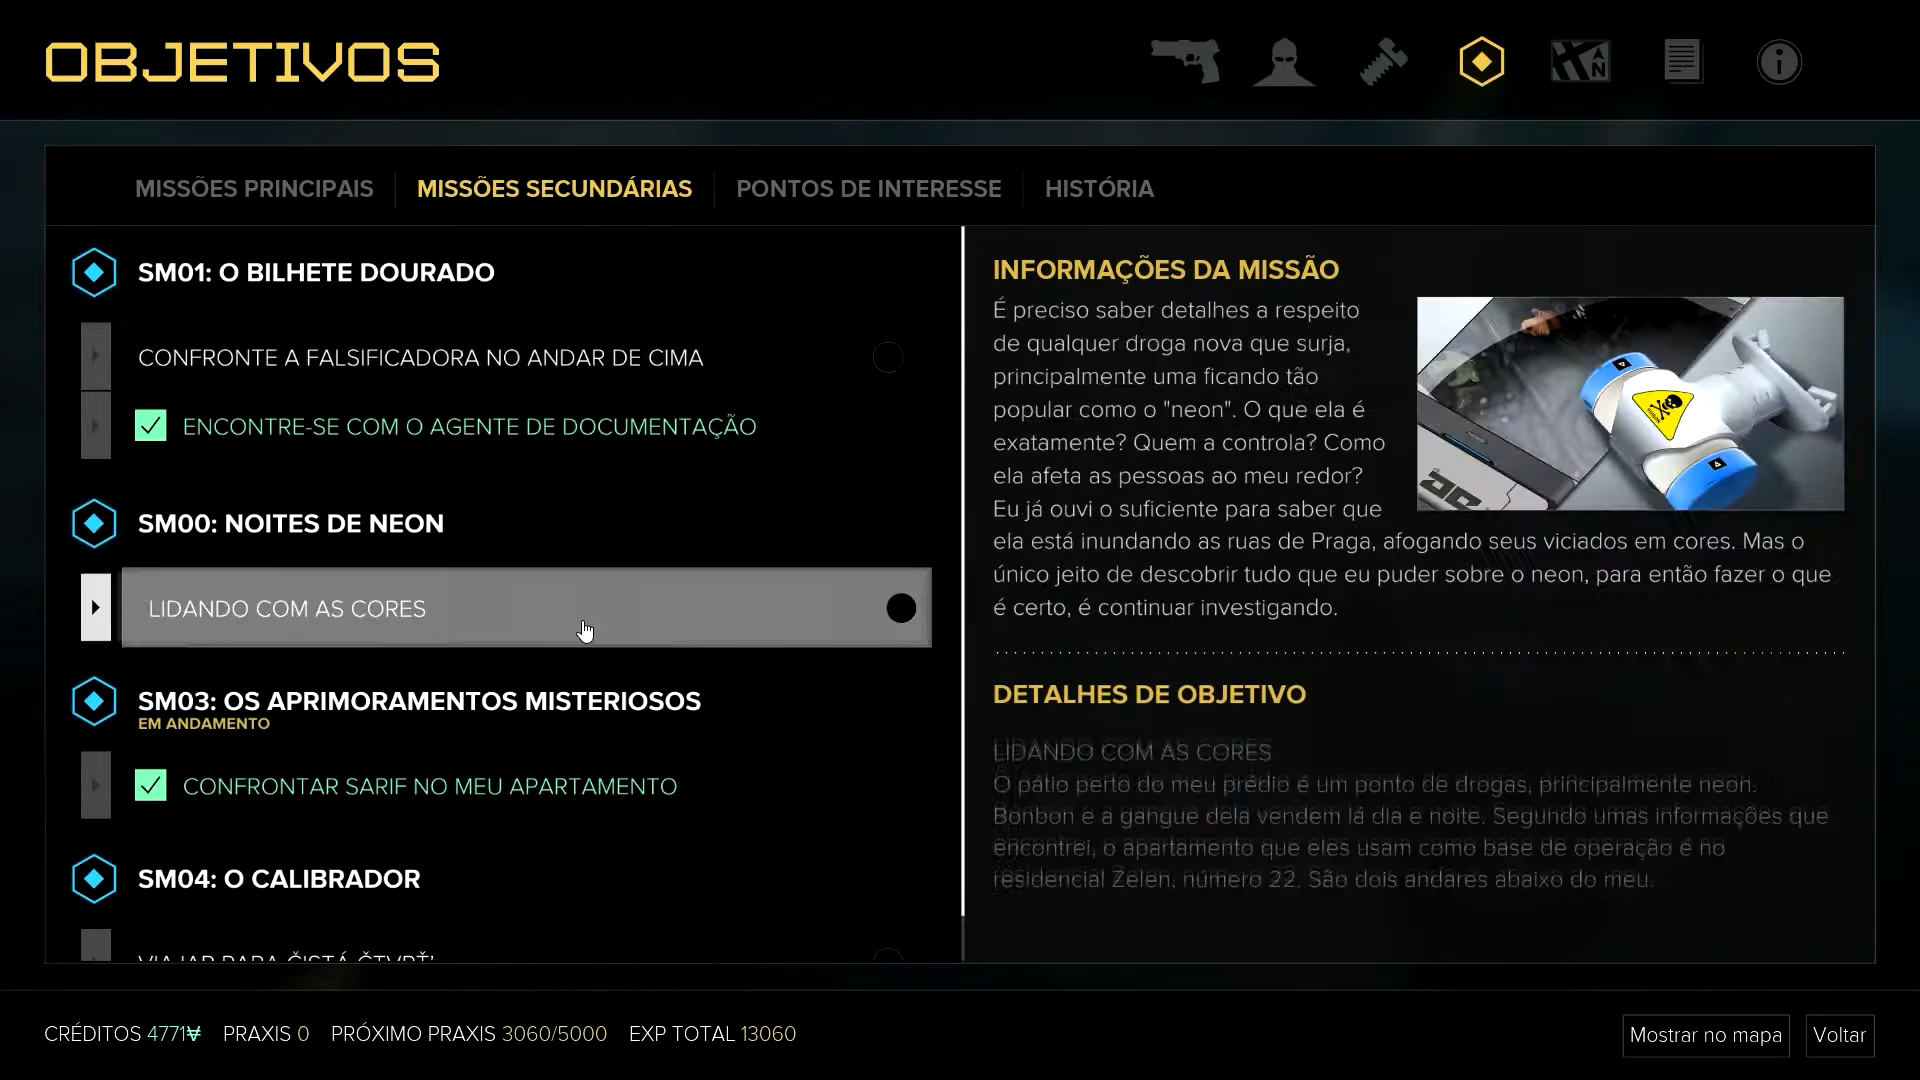 OBJETIVOS
MISSÕES PRINCIPAIS
MISSÕES SECUNDÁRIAS
PONTOS DE INTERESSE
HISTÓRIA
SM01: O BILHETE DOURADO
CONFRONTE A FALSIFICADORA NO ANDAR DE CIMA
ENCONTRE-SE COM O AGENTE DE DOCUMENTAÇÃO
SM00: NOITES DE NEON
LIDANDO COM AS CORES
SM03: OS APRIMORAMENTOS MISTERIOSOS
EM ANDAMENTO
CONFRONTAR SARIF NO MEU APARTAMENTO
SM04: O CALIBRADOR
VIAJAR PARA ČISTÁ ČTVRŤ'
INFORMAÇÕES DA MISSÃO
É preciso saber detalhes a respeito
de qualquer droga nova que surja,
principalmente uma ficando tão
popular como o "neon". O que ela é
exatamente? Quem a controla? Como
ela afeta as pessoas ao meu redor?
Eu já ouvi o suficiente para saber que
ela está inundando as ruas de Praga, afogando seus viciados em cores. Mas o
único jeito de descobrir tudo que eu puder sobre o neon, para então fazer o que
é certo, é continuar investigando.
DETALHES DE OBJETIVO
LIDANDO COM AS CORES
O pátio perto do meu prédio é um ponto de drogas, principalmente neon.
Bonbon e a gangue dela vendem lá dia e noite. Segundo umas informações que
encontrei, o apartamento que eles usam como base de operação é no
residencial Zelen, número 22. São dois andares abaixo do meu.
CRÉDITOS 4771
PRAXIS 0
PRÓXIMO PRAXIS 3060/5000
EXP TOTAL 13060
Mostrar no mapa
Voltar